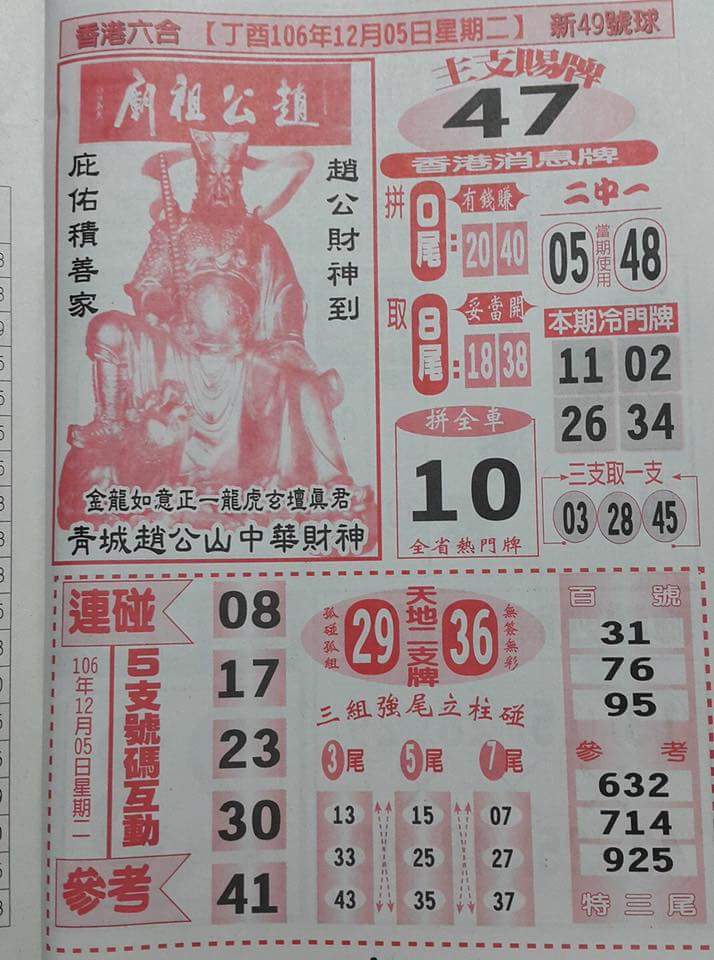 香港六合【丁酉106年12月05日星期二】新49號球
趙公祖廟
趙公財神到
庇佑積善家
金龍如意正一龍虎玄壇眞君
青城趙公山中華財神
主支賜牌
47
香港消息牌
拼 0尾：有錢賺
20 40
取 8尾：妥當開
18 38
二中一
05 當期使用 48
本期冷門牌
11 02
26 34
拼全車
10
全省熱門牌
三支取一支
03 28 45
連碰
106年12月05日星期二
5支號碼互動
參考
08
17
23
30
41
天地二支牌
孤碰孤組 29 36 無簽無彩
三組強尾立柱碰
3尾 5尾 7尾
13 15 07
33 25 27
43 35 37
百號
31
76
95
參考
632
714
925
特三尾